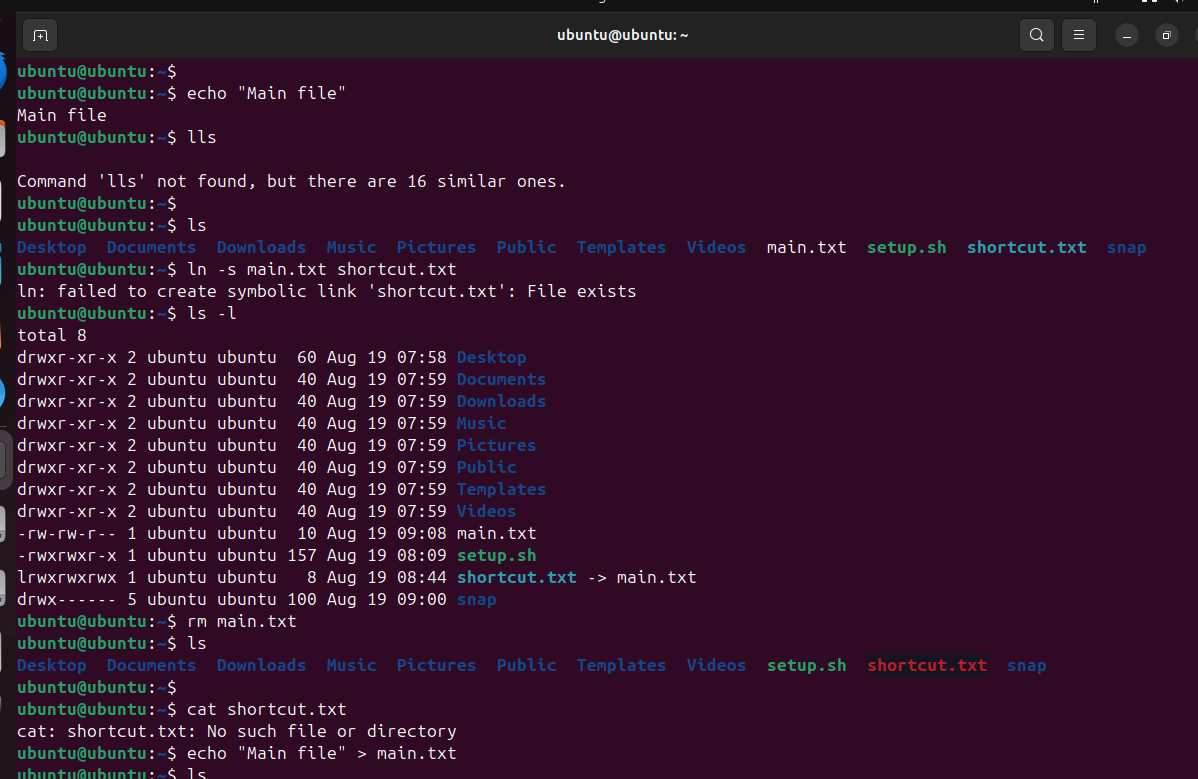 ubuntu@ubuntu: ~
ubuntu@ubuntu:~$
ubuntu@ubuntu:~$ echo "Main file"
Main file
ubuntu@ubuntu:~$ lls
Command 'lls' not found, but there are 16 similar ones.
ubuntu@ubuntu:~$
ubuntu@ubuntu:~$ ls
Desktop  Documents  Downloads  Music  Pictures  Public  Templates  Videos  main.txt  setup.sh  shortcut.txt  snap
ubuntu@ubuntu:~$ ln -s main.txt shortcut.txt
ln: failed to create symbolic link 'shortcut.txt': File exists
ubuntu@ubuntu:~$ ls -l
total 8
drwxr-xr-x 2 ubuntu ubuntu  60 Aug 19 07:58 Desktop
drwxr-xr-x 2 ubuntu ubuntu  40 Aug 19 07:59 Documents
drwxr-xr-x 2 ubuntu ubuntu  40 Aug 19 07:59 Downloads
drwxr-xr-x 2 ubuntu ubuntu  40 Aug 19 07:59 Music
drwxr-xr-x 2 ubuntu ubuntu  40 Aug 19 07:59 Pictures
drwxr-xr-x 2 ubuntu ubuntu  40 Aug 19 07:59 Public
drwxr-xr-x 2 ubuntu ubuntu  40 Aug 19 07:59 Templates
drwxr-xr-x 2 ubuntu ubuntu  40 Aug 19 07:59 Videos
-rw-rw-r-- 1 ubuntu ubuntu  10 Aug 19 09:08 main.txt
-rwxrwxr-x 1 ubuntu ubuntu 157 Aug 19 08:09 setup.sh
lrwxrwxrwx 1 ubuntu ubuntu   8 Aug 19 08:44 shortcut.txt -> main.txt
drwx------ 5 ubuntu ubuntu 100 Aug 19 09:00 snap
ubuntu@ubuntu:~$ rm main.txt
ubuntu@ubuntu:~$ ls
Desktop  Documents  Downloads  Music  Pictures  Public  Templates  Videos  setup.sh  shortcut.txt  snap
ubuntu@ubuntu:~$
ubuntu@ubuntu:~$ cat shortcut.txt
cat: shortcut.txt: No such file or directory
ubuntu@ubuntu:~$ echo "Main file" > main.txt
ubuntu@ubuntu:~$ ls